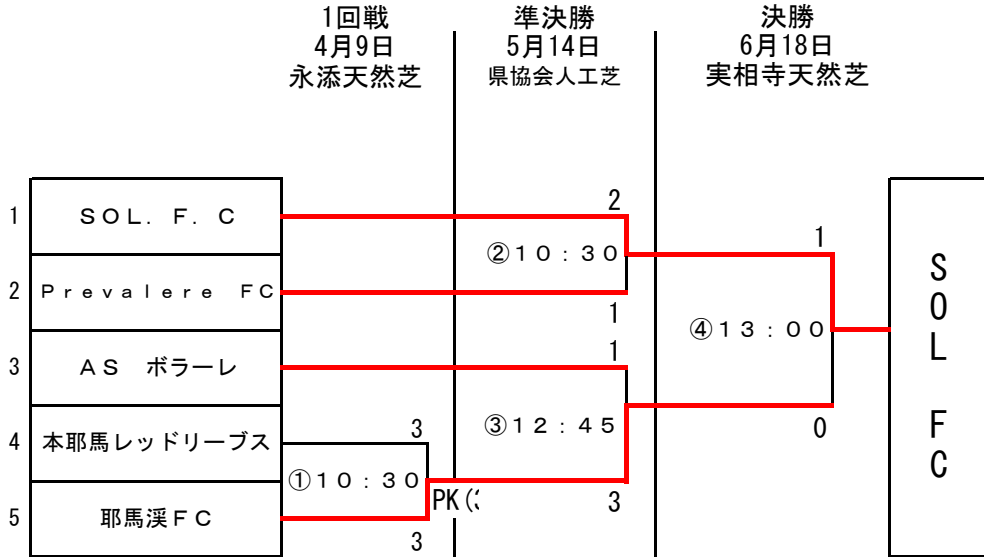 1回戦
4月9日
永添天然芝
準決勝
5月14日
県協会人工芝
決勝
6月18日
実相寺天然芝
1 SOL. F. C
2 Prevalere FC
3 AS ボラーレ
4 本耶馬レッドリーブス
5 耶馬渓FC
3
①10:30
3
PK(
2
②10:30
1
1
③12:45
3
1
④13:00
0
SOL FC